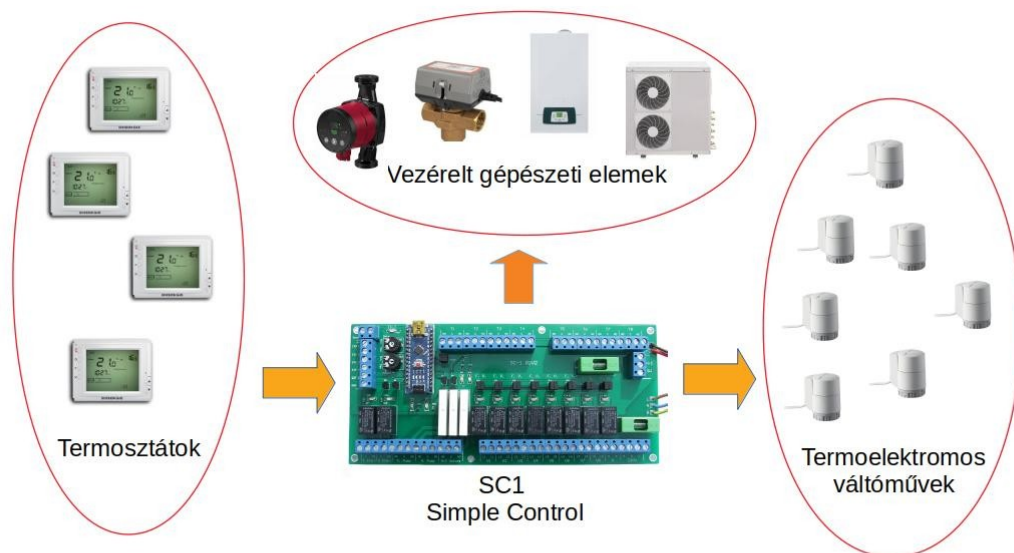 Vezérelt gépészeti elemek
Termosztátok
SC1
Simple Control
Termoelektromos
váltóművek